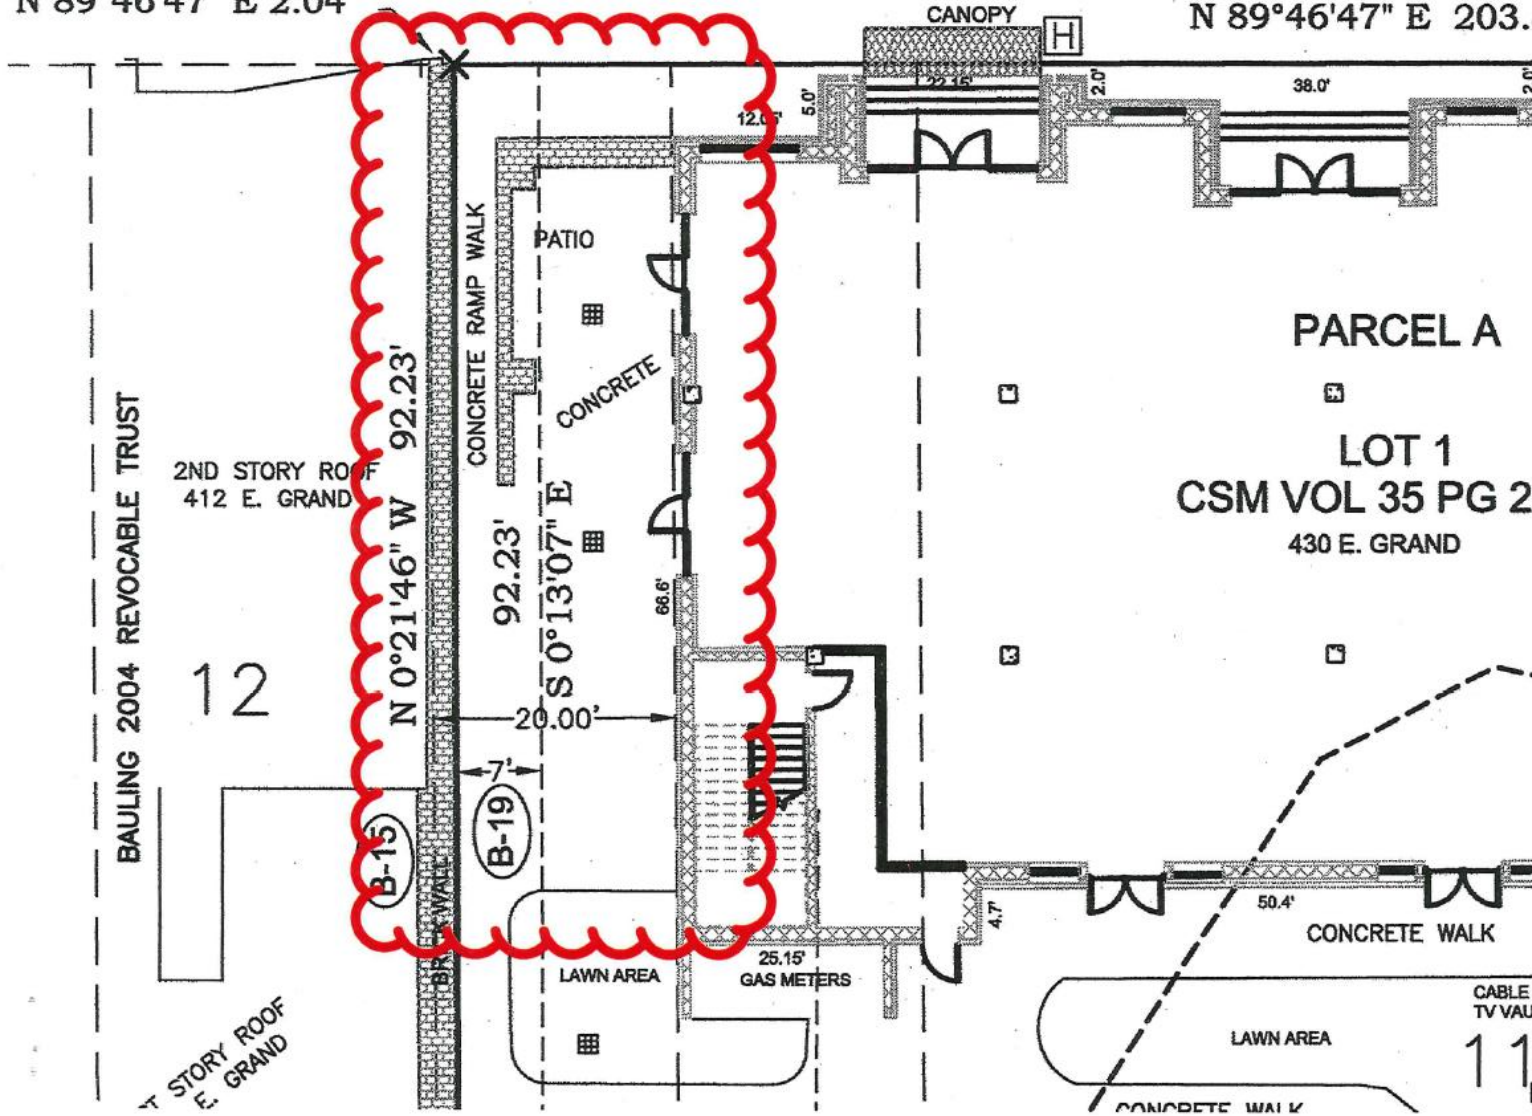 N 89°46'47" E 2.04'
CANOPY
H
N 89°46'47" E 203.
22.15'
2.0'
38.0'
2.0'
5.0'
12.05'
CONCRETE RAMP WALK
PATIO
CONCRETE
PARCEL A
LOT 1
CSM VOL 35 PG 2
430 E. GRAND
BAULING 2004 REVOCABLE TRUST
2ND STORY ROOF
412 E. GRAND
12
N 0°21'46" W 92.23'
92.23'
S 0°13'07" E
66.6'
20.00'
7'
B-15
B-19
BRICK WALL
LAWN AREA
25.15'
GAS METERS
4.7'
50.4'
CONCRETE WALK
CABLE
TV VAU
LAWN AREA
11
CONCRETE WALK
ST STORY ROOF
E. GRAND